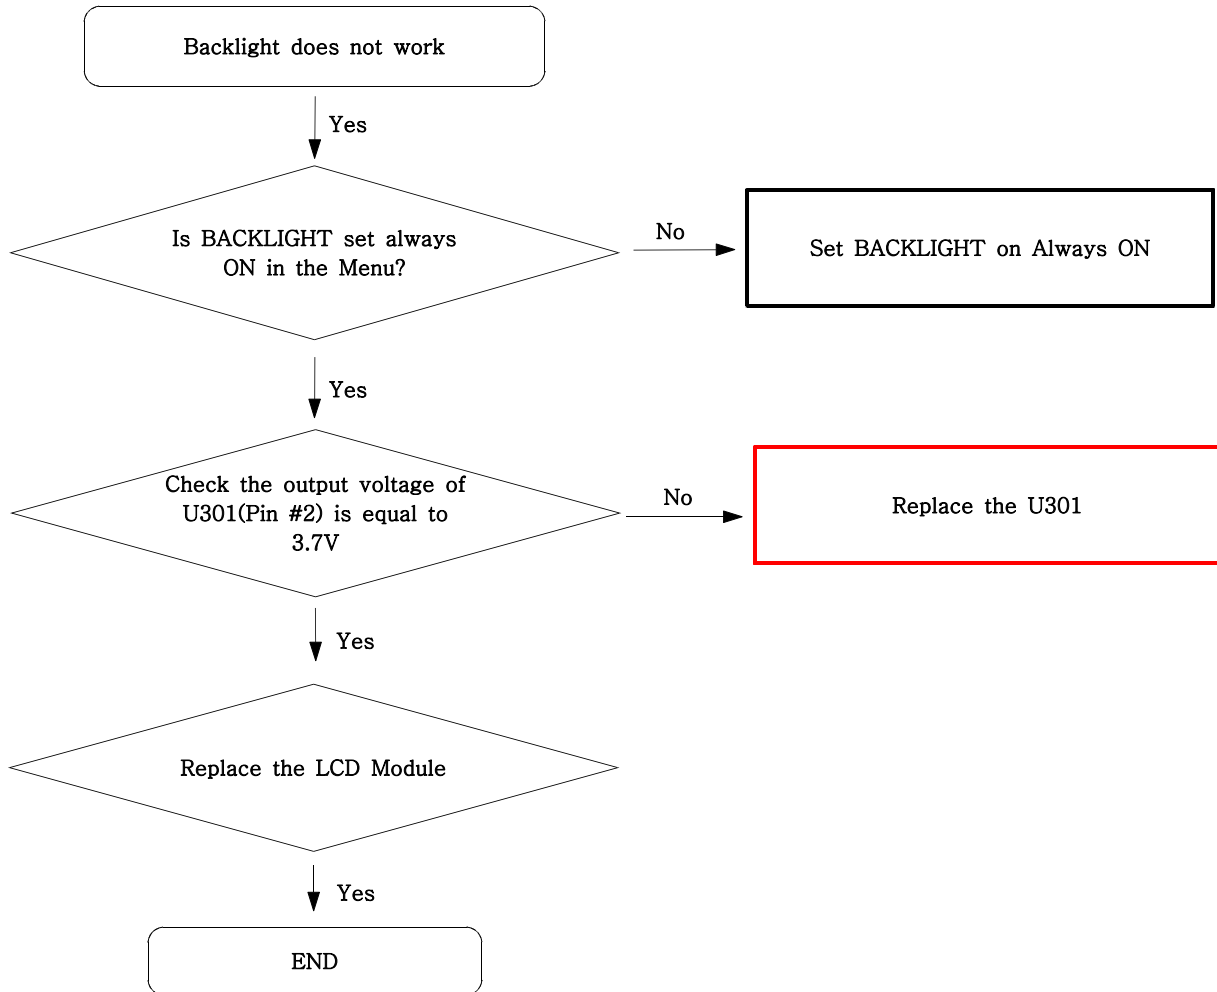 Backlight does not work
Yes
Is BACKLIGHT set always
ON in the Menu?
No
Set BACKLIGHT on Always ON
Yes
Check the output voltage of
U301(Pin #2) is equal to
3.7V
No
Replace the U301
Yes
Replace the LCD Module
Yes
END